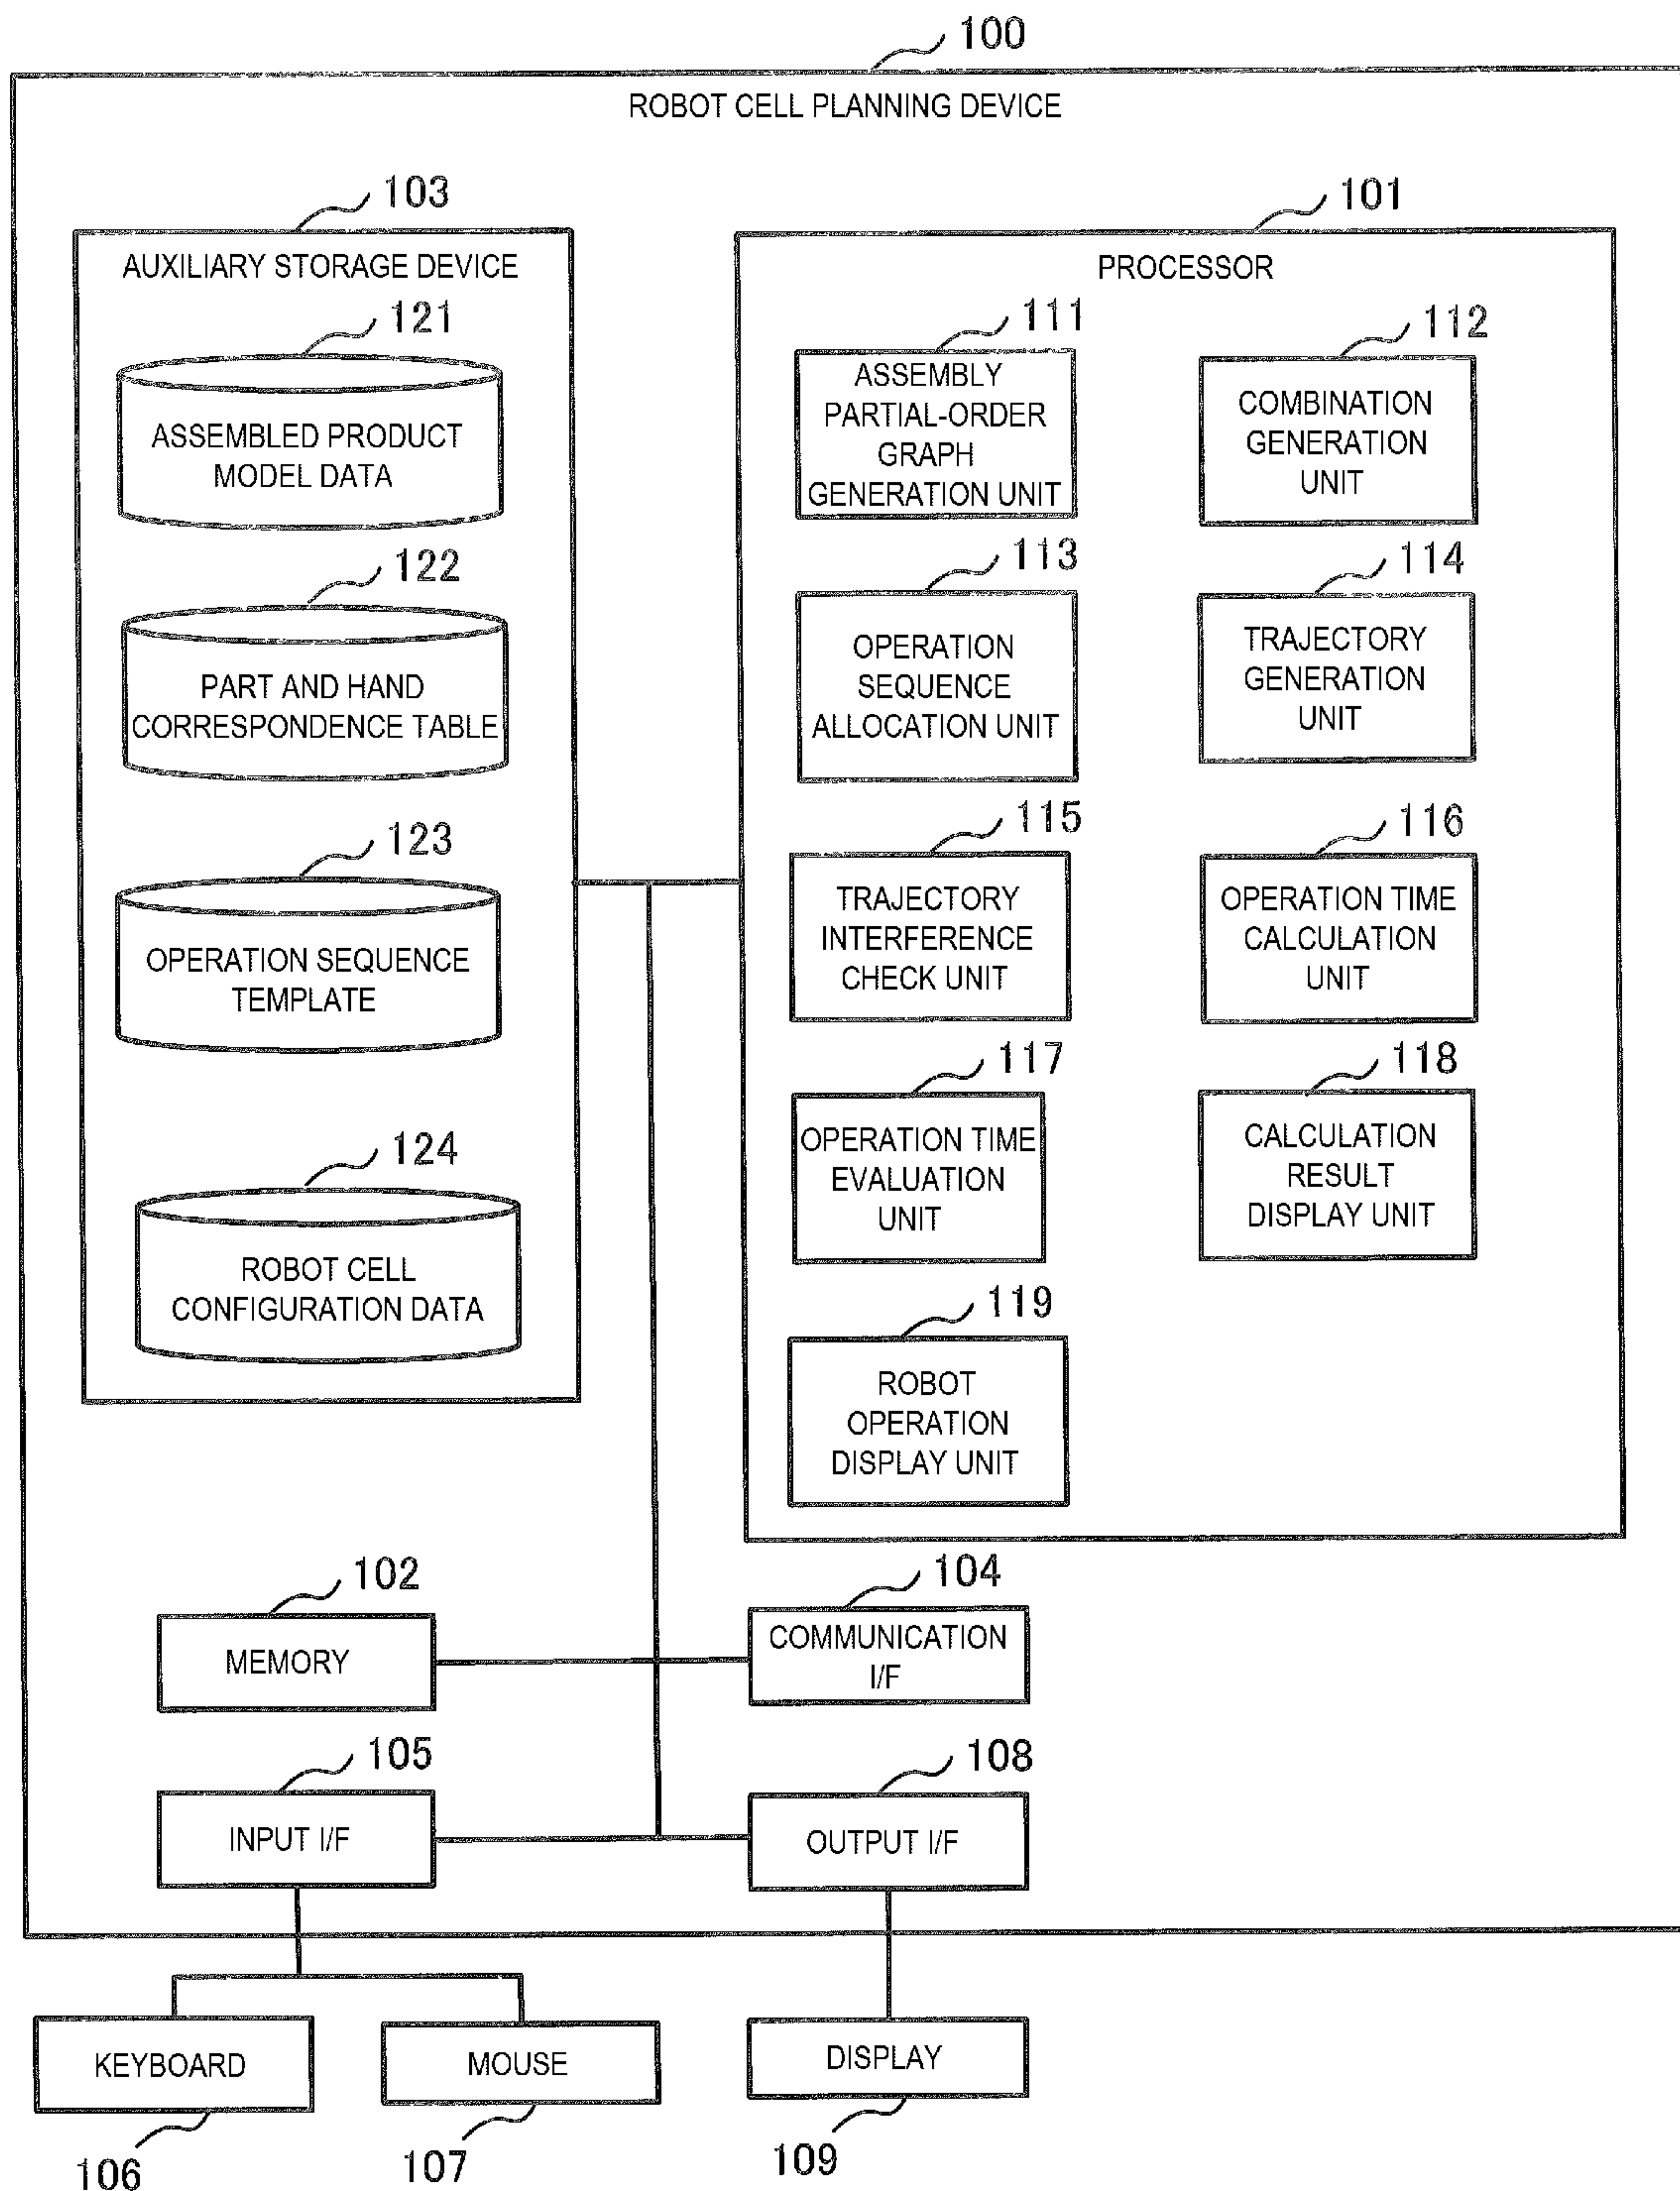 100
ROBOT CELL PLANNING DEVICE
103
AUXILIARY STORAGE DEVICE
121
ASSEMBLED PRODUCT
MODEL DATA
122
PART AND HAND
CORRESPONDENCE TABLE
123
OPERATION SEQUENCE
TEMPLATE
124
ROBOT CELL
CONFIGURATION DATA
101
PROCESSOR
111
ASSEMBLY
PARTIAL-ORDER
GRAPH
GENERATION UNIT
112
COMBINATION
GENERATION
UNIT
113
OPERATION
SEQUENCE
ALLOCATION UNIT
114
TRAJECTORY
GENERATION
UNIT
115
TRAJECTORY
INTERFERENCE
CHECK UNIT
116
OPERATION TIME
CALCULATION
UNIT
117
OPERATION TIME
EVALUATION
UNIT
118
CALCULATION
RESULT
DISPLAY UNIT
119
ROBOT
OPERATION
DISPLAY UNIT
102
MEMORY
104
COMMUNICATION
I/F
105
INPUT I/F
108
OUTPUT I/F
KEYBOARD
106
MOUSE
107
DISPLAY
109